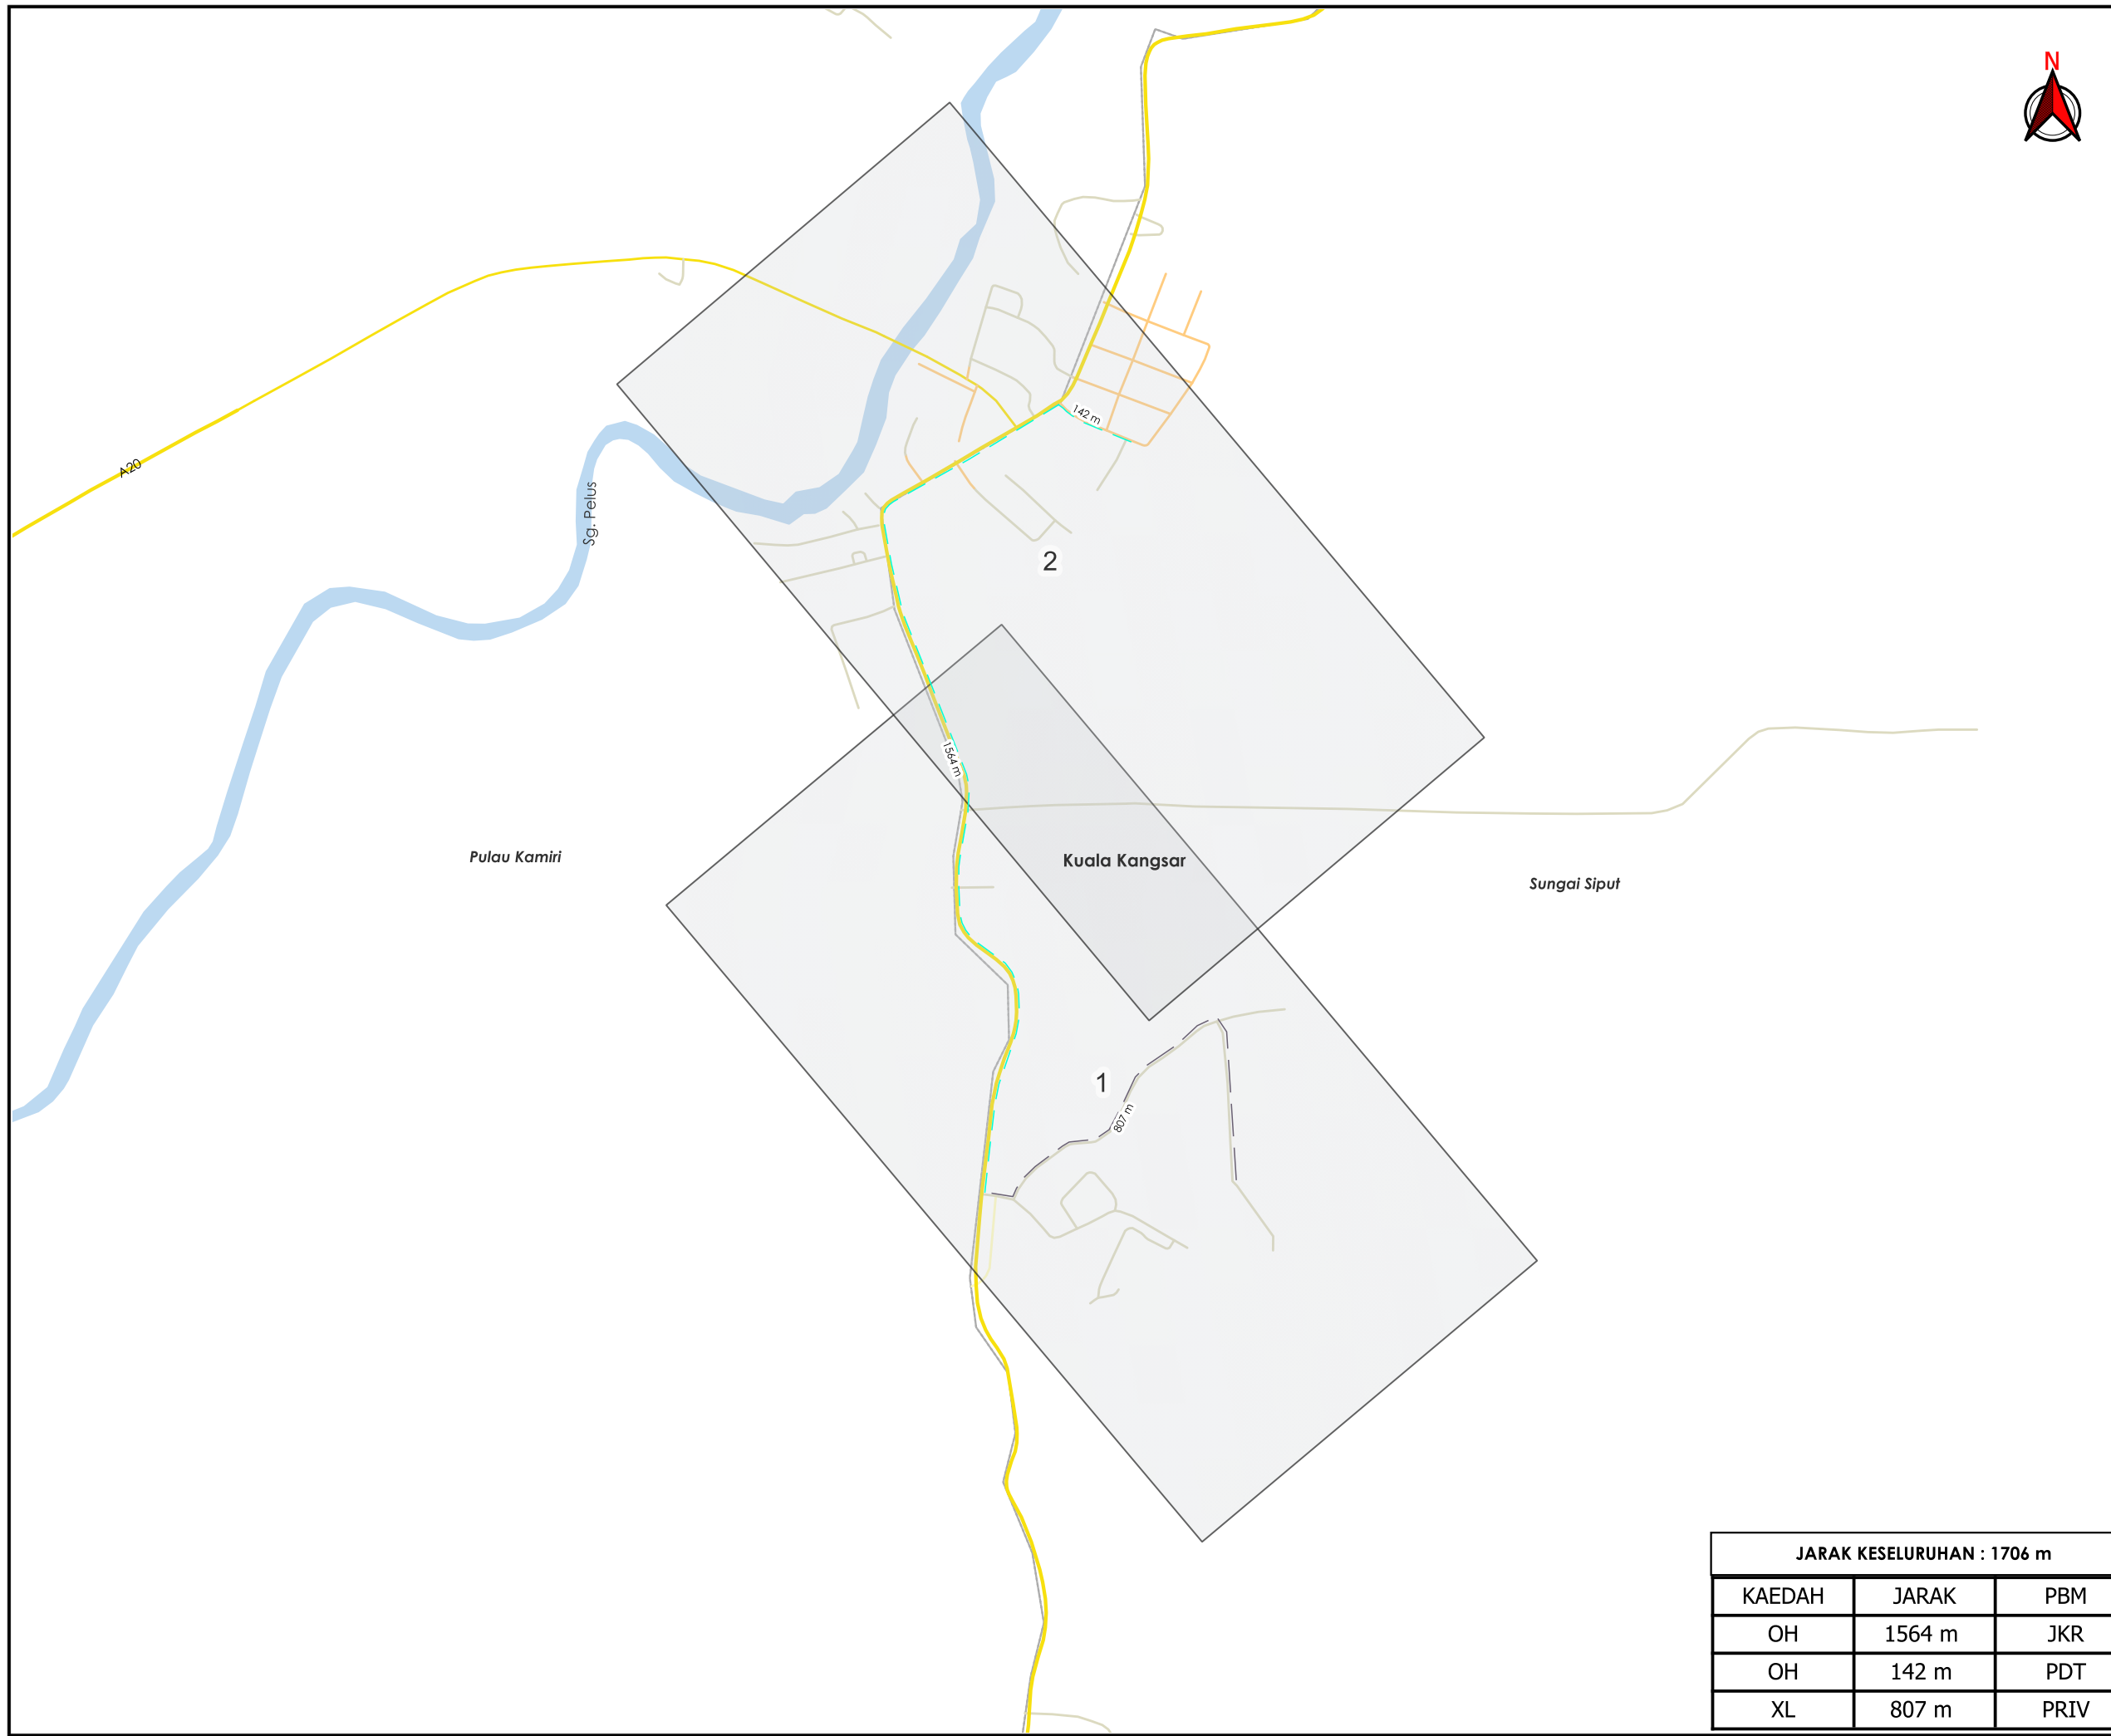 N
142 m
A20
Sg. Pelus
2
1564 m
Pulau Kamiri
Kuala Kangsar
Sungai Siput
1
807 m
JARAK KESELURUHAN : 1706 m
KAEDAH JARAK PBM
OH 1564 m JKR
OH 142 m PDT
XL 807 m PRIV